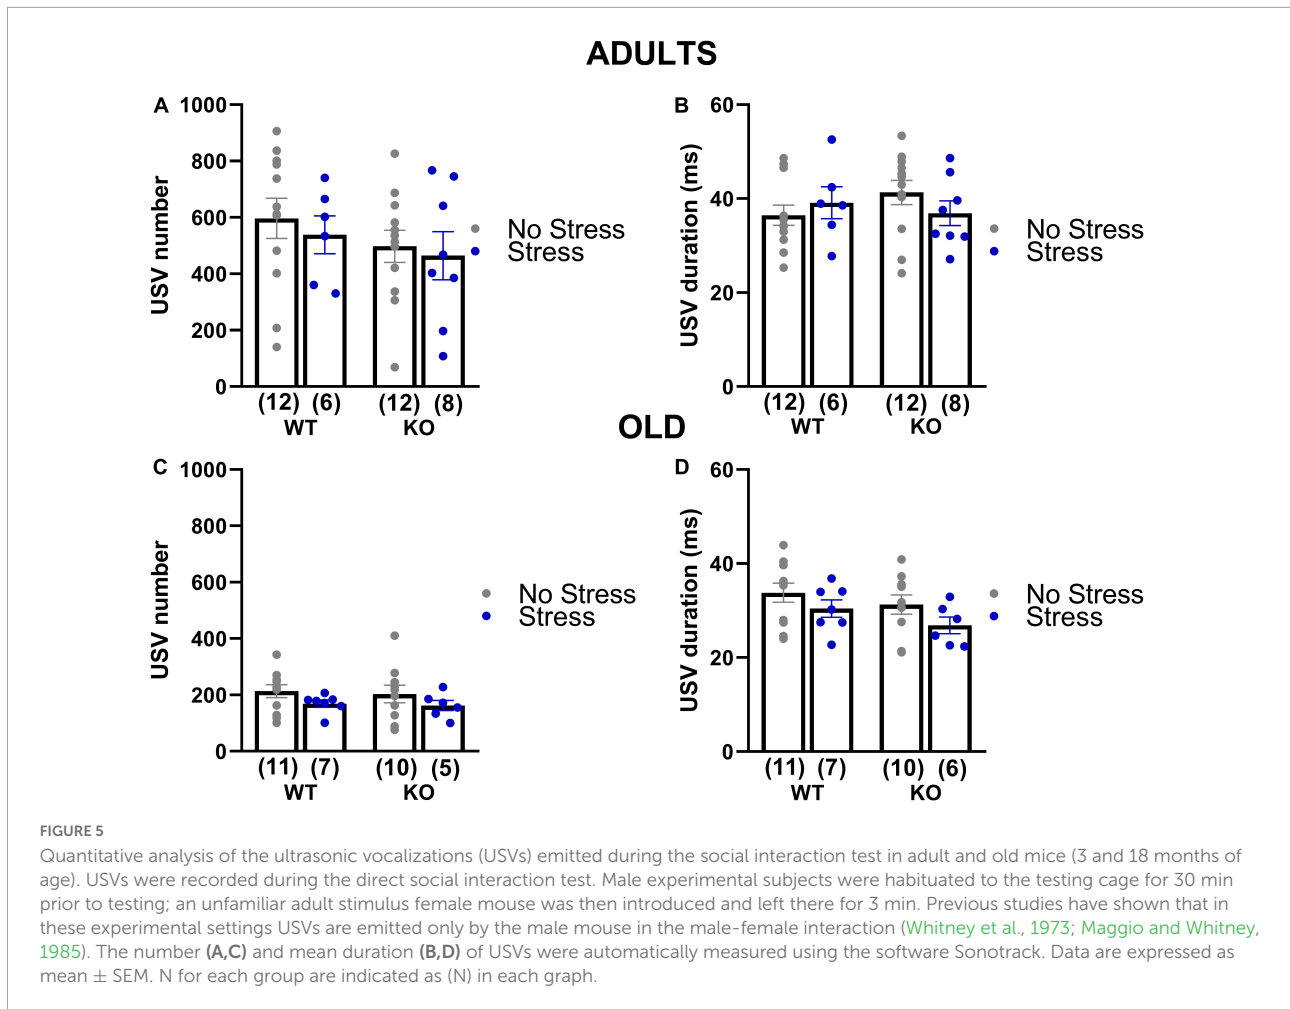 ADULTS
A
1000
800
600
400
200
0
USV number
(12) (6) (12) (8)
WT KO
No Stress
Stress
B
60
40
20
0
USV duration (ms)
(12) (6) (12) (8)
WT KO
No Stress
Stress
OLD
C
1000
800
600
400
200
0
USV number
(11) (7) (10) (5)
WT KO
No Stress
Stress
D
60
40
20
0
USV duration (ms)
(11) (7) (10) (6)
WT KO
No Stress
Stress
FIGURE 5
Quantitative analysis of the ultrasonic vocalizations (USVs) emitted during the social interaction test in adult and old mice (3 and 18 months of
age). USVs were recorded during the direct social interaction test. Male experimental subjects were habituated to the testing cage for 30 min
prior to testing; an unfamiliar adult stimulus female mouse was then introduced and left there for 3 min. Previous studies have shown that in
these experimental settings USVs are emitted only by the male mouse in the male-female interaction (Whitney et al., 1973; Maggio and Whitney,
1985). The number (A,C) and mean duration (B,D) of USVs were automatically measured using the software Sonotrack. Data are expressed as
mean ± SEM. N for each group are indicated as (N) in each graph.